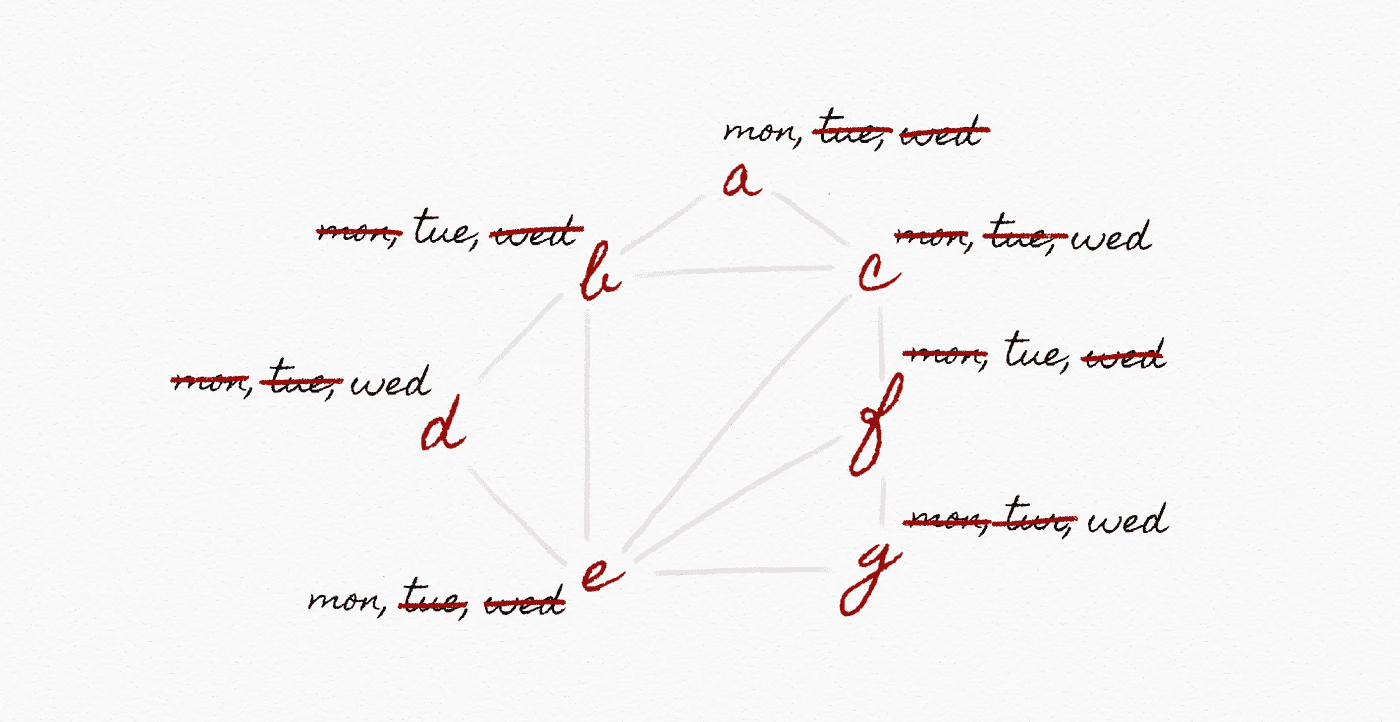 mon, tue, wed
a
mon, tue, wed
b
mon, tue, wed
c
mon, tue, wed
f
mon, tue, wed
d
mon, tur, wed
g
e
mon, tue, wed